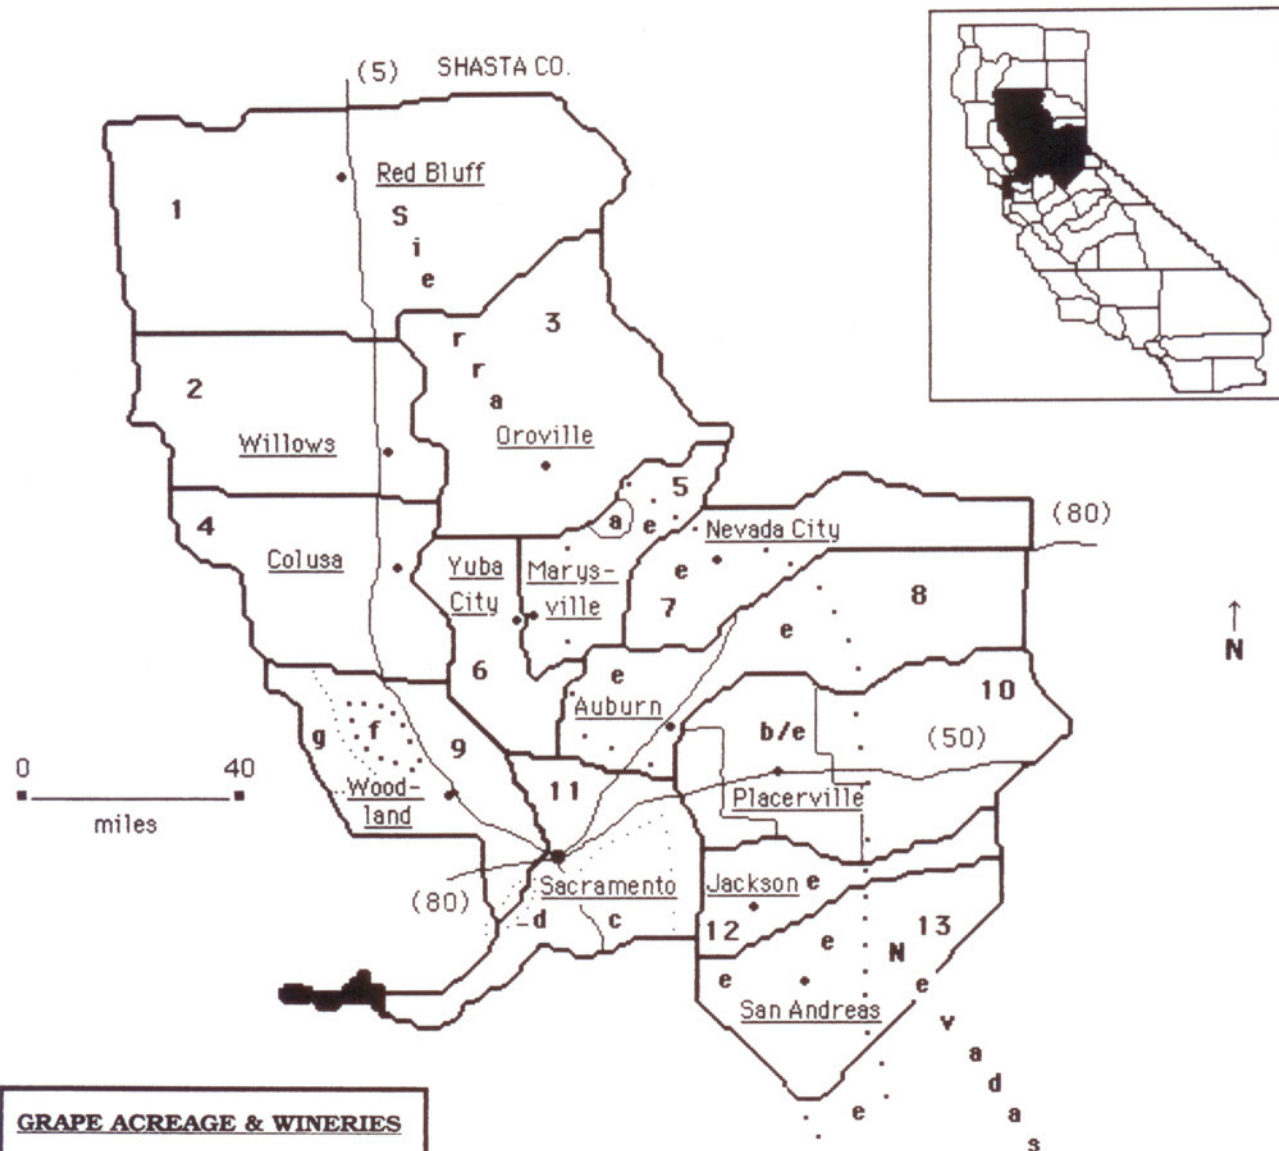 (5) SHASTA CO.
Red Bluff
1
S
i
e
3
r
2
r
a
Willows
Oroville
5
4
a e
Nevada City
(80)
Colusa
Yuba
City
Marys-
ville
e
7
8
e
6
e
Auburn
10
g f
9
b/e
(50)
0 40
miles
Wood-
land
11
Placerville
(80)
Sacramento
Jackson e
d c
12
e
13
N
e
e
San Andreas
v
a
d
a
e
s
↑
N
GRAPE ACREAGE & WINERIES